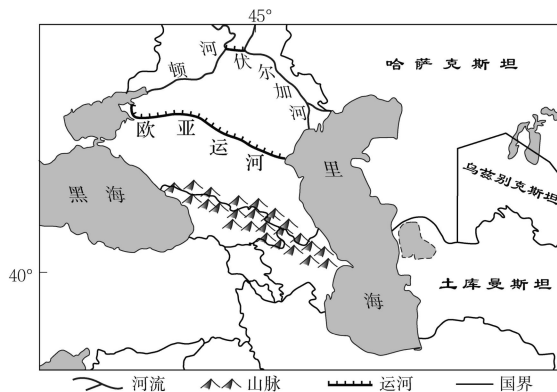 45°
顿河
伏尔加河
哈萨克斯坦
欧亚运河
乌兹别克斯坦
黑海
里海
40°
土库曼斯坦
河流 山脉 运河 国界